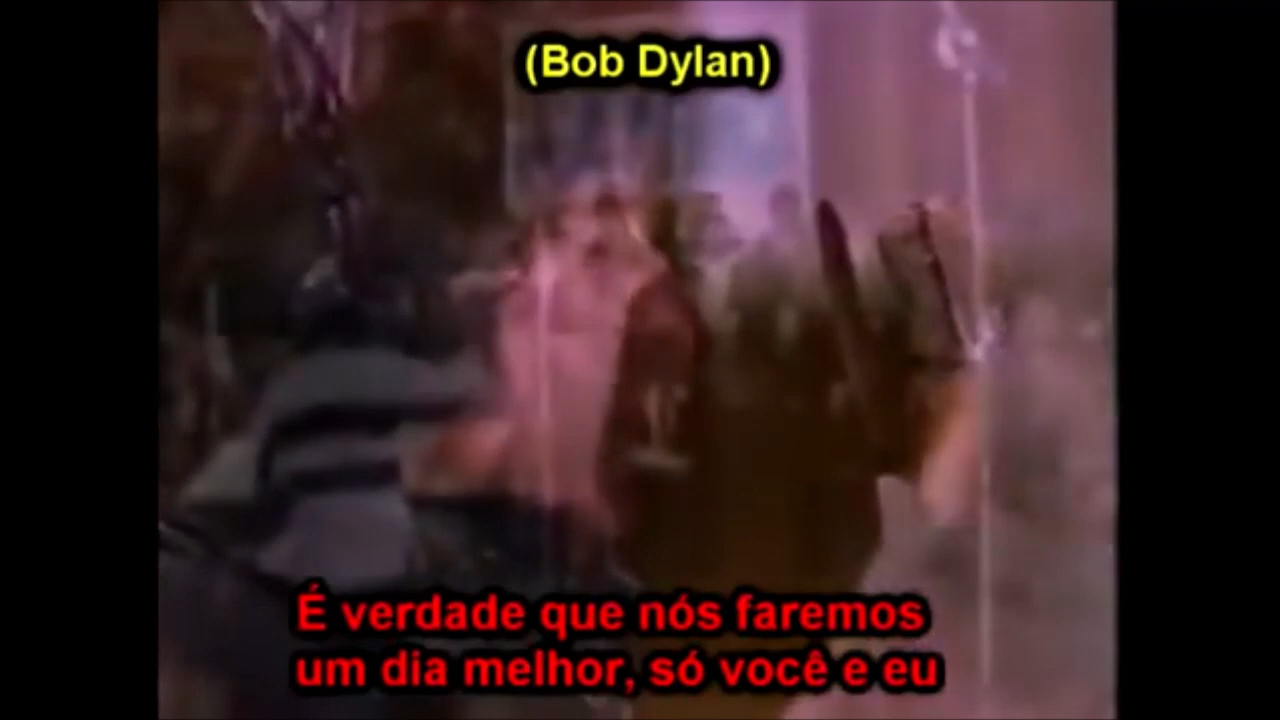 (Bob Dylan)
É verdade que nós faremos
um dia melhor, só você e eu